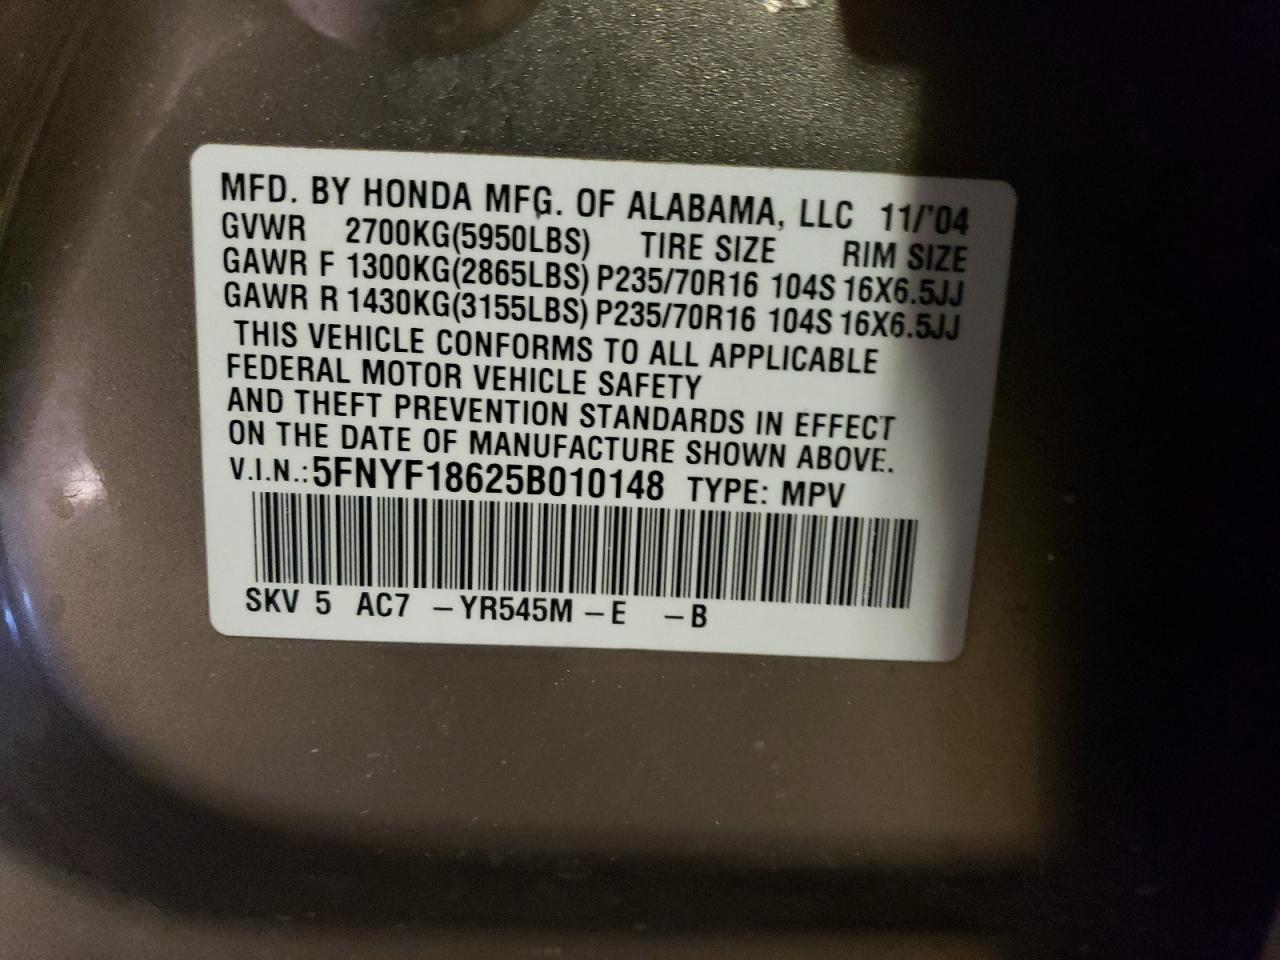 MFD. BY HONDA MFG. OF ALABAMA, LLC 11/'04
GVWR 2700KG(5950LBS) TIRE SIZE RIM SIZE
GAWR F 1300KG(2865LBS) P235/70R16 104S 16X6.5JJ
GAWR R 1430KG(3155LBS) P235/70R16 104S 16X6.5JJ
THIS VEHICLE CONFORMS TO ALL APPLICABLE
FEDERAL MOTOR VEHICLE SAFETY
AND THEFT PREVENTION STANDARDS IN EFFECT
ON THE DATE OF MANUFACTURE SHOWN ABOVE.
V.I.N.: 5FNYF18625B010148 TYPE: MPV
SKV 5 AC7 – YR545M – E – B